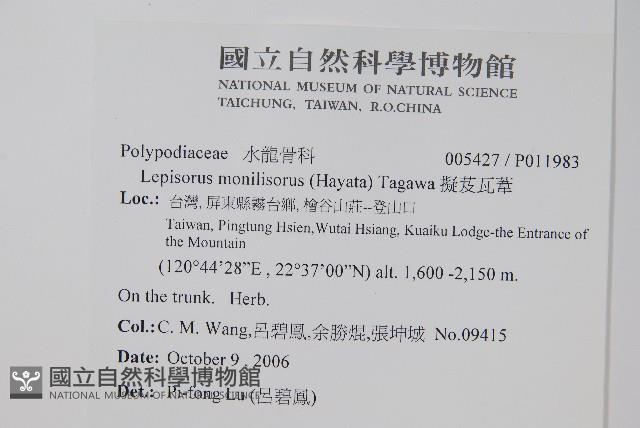 國立自然科學博物館
NATIONAL MUSEUM OF NATURAL SCIENCE
TAICHUNG, TAIWAN, R.O.CHINA
Polypodiaceae 水龍骨科 005427 / P011983
Lepisorus monilisorus (Hayata) Tagawa 擬芨瓦葦
Loc.: 台灣, 屏東縣霧台鄉, 檜谷山莊--登山口
Taiwan, Pingtung Hsien,Wutai Hsiang, Kuaiku Lodge-the Entrance of
the Mountain
(120°44'28"E , 22°37'00"N) alt. 1,600 -2,150 m.
On the trunk. Herb.
Col.: C. M. Wang,呂碧鳳,余勝焜,張坤城 No.09415
Date: October 9 , 2006
Det.: Pi-fong Lu (呂碧鳳)
國立自然科學博物館
NATIONAL MUSEUM OF NATURAL SCIENCE